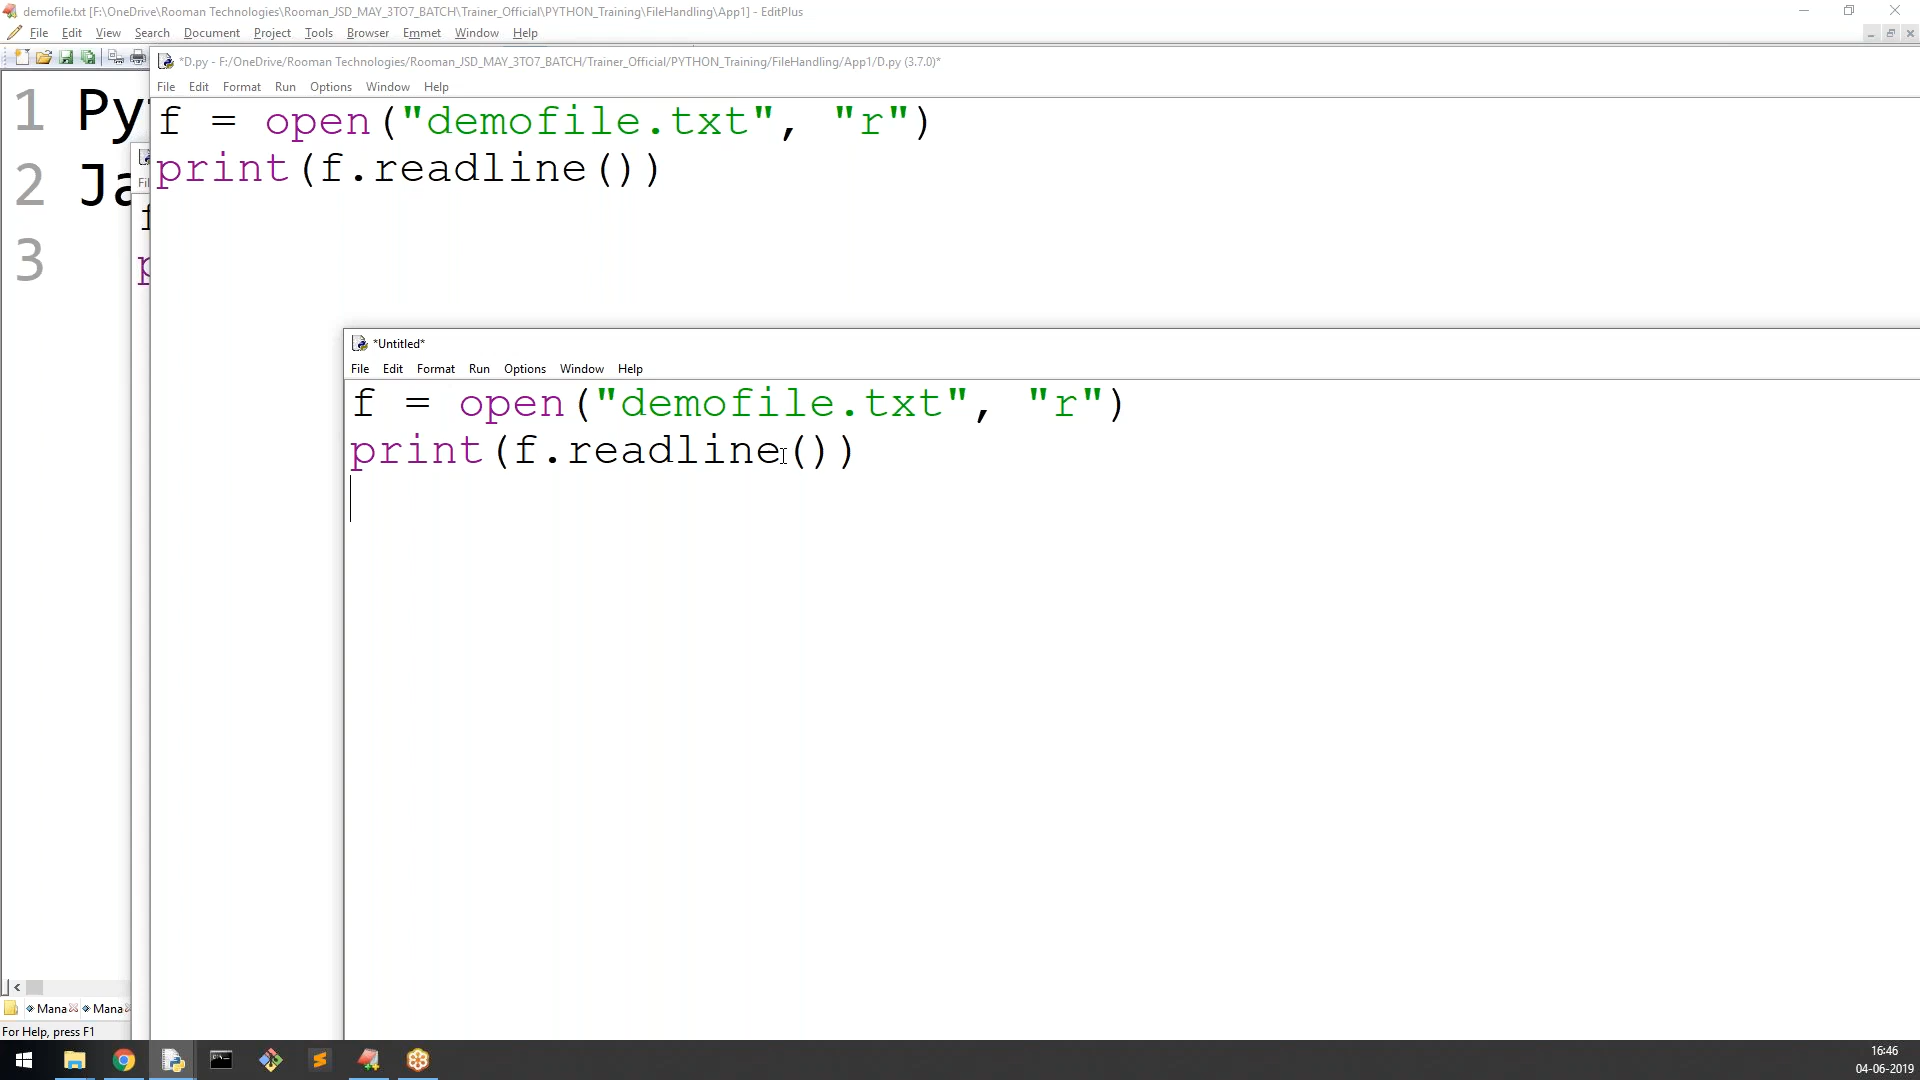 demofile.txt [F:\OneDrive\Rooman Technologies\Rooman_JSD_MAY_3TO7_BATCH\Trainer_Official\PYTHON_Training\FileHandling\App1] - EditPlus
File Edit View Search Document Project Tools Browser Emmet Window Help
*D.py - F:/OneDrive/Rooman Technologies/Rooman_JSD_MAY_3TO7_BATCH/Trainer_Official/PYTHON_Training/FileHandling/App1/D.py (3.7.0)*
File Edit Format Run Options Window Help
1 Py
f = open("demofile.txt", "r")
print(f.readline())
2 Ja
3
*Untitled*
File Edit Format Run Options Window Help
f = open("demofile.txt", "r")
print(f.readline())
Mana Mana
For Help, press F1
16:46
04-06-2019